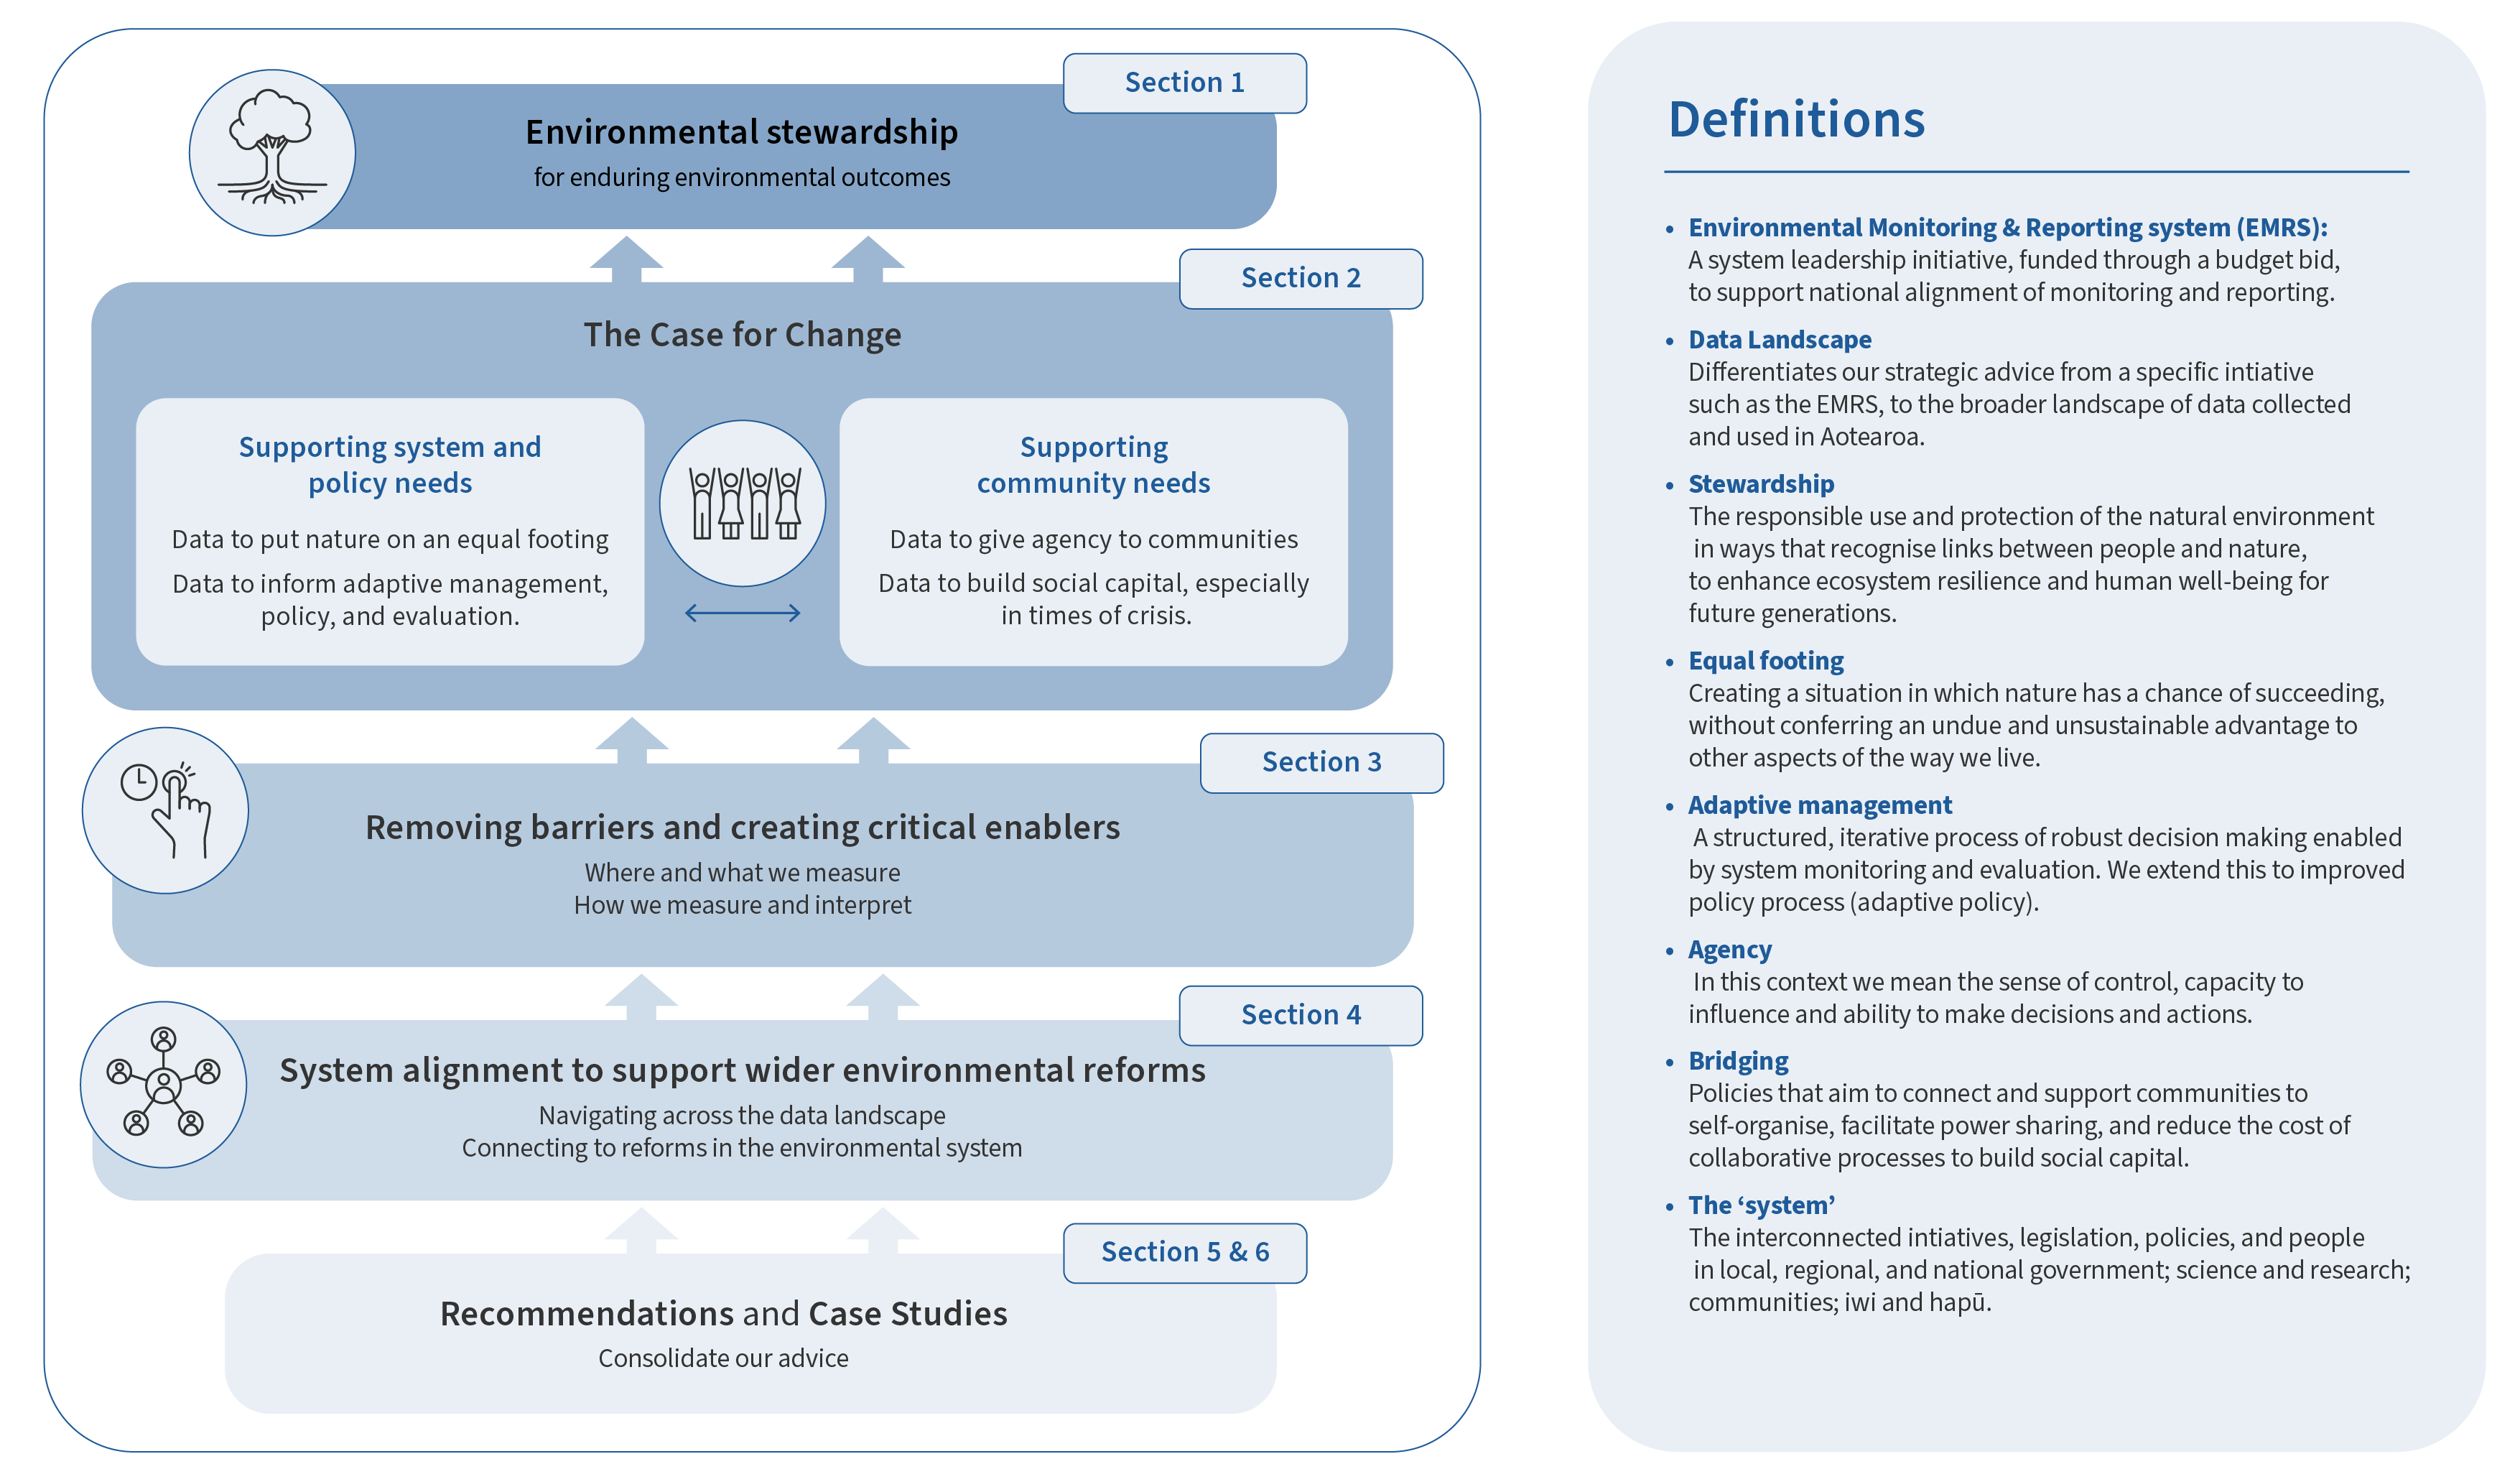 Section 1
Environmental stewardship
for enduring environmental outcomes
Section 2
The Case for Change
Supporting system and
policy needs
Data to put nature on an equal footing
Data to inform adaptive management,
policy, and evaluation.
Supporting
community needs
Data to give agency to communities
Data to build social capital, especially
in times of crisis.
Section 3
Removing barriers and creating critical enablers
Where and what we measure
How we measure and interpret
Section 4
System alignment to support wider environmental reforms
Navigating across the data landscape
Connecting to reforms in the environmental system
Section 5 & 6
Recommendations and Case Studies
Consolidate our advice
Definitions
• Environmental Monitoring & Reporting system (EMRS):
A system leadership initiative, funded through a budget bid,
to support national alignment of monitoring and reporting.
• Data Landscape
Differentiates our strategic advice from a specific intiative
such as the EMRS, to the broader landscape of data collected
and used in Aotearoa.
• Stewardship
The responsible use and protection of the natural environment
in ways that recognise links between people and nature,
to enhance ecosystem resilience and human well-being for
future generations.
• Equal footing
Creating a situation in which nature has a chance of succeeding,
without conferring an undue and unsustainable advantage to
other aspects of the way we live.
• Adaptive management
A structured, iterative process of robust decision making enabled
by system monitoring and evaluation. We extend this to improved
policy process (adaptive policy).
• Agency
In this context we mean the sense of control, capacity to
influence and ability to make decisions and actions.
• Bridging
Policies that aim to connect and support communities to
self-organise, facilitate power sharing, and reduce the cost of
collaborative processes to build social capital.
• The ‘system’
The interconnected intiatives, legislation, policies, and people
in local, regional, and national government; science and research;
communities; iwi and hapū.